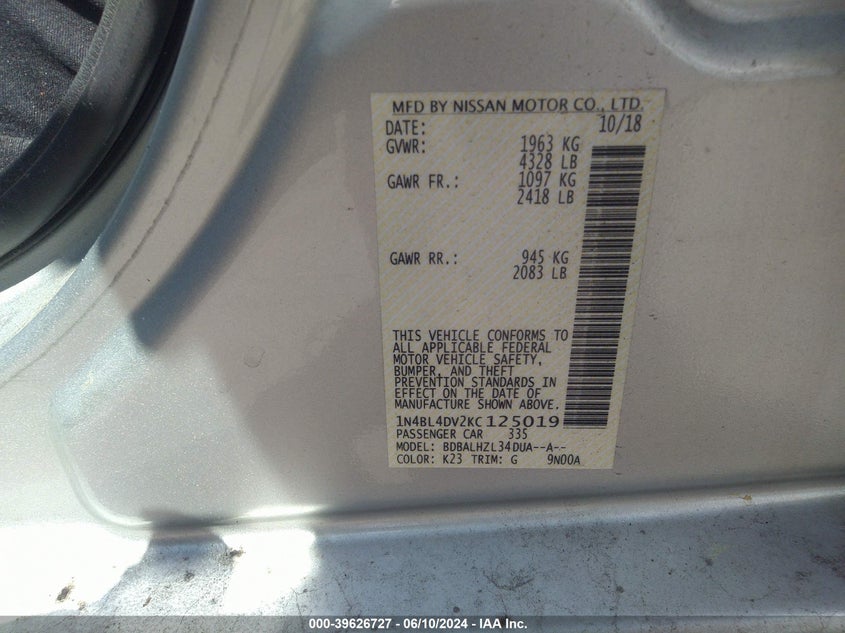 MFD BY NISSAN MOTOR CO., LTD.
DATE: 10/18
GVWR: 1963 KG
4328 LB
GAWR FR.: 1097 KG
2418 LB
GAWR RR.: 945 KG
2083 LB
THIS VEHICLE CONFORMS TO
ALL APPLICABLE FEDERAL
MOTOR VEHICLE SAFETY,
BUMPER, AND THEFT
PREVENTION STANDARDS IN
EFFECT ON THE DATE OF
MANUFACTURE SHOWN ABOVE.
1N4BL4DV2KC125019
PASSENGER CAR 335
MODEL: BDBALHZL34DUA--A--
COLOR: K23 TRIM: G 9N00A
000-39626727 - 06/10/2024 - IAA Inc.